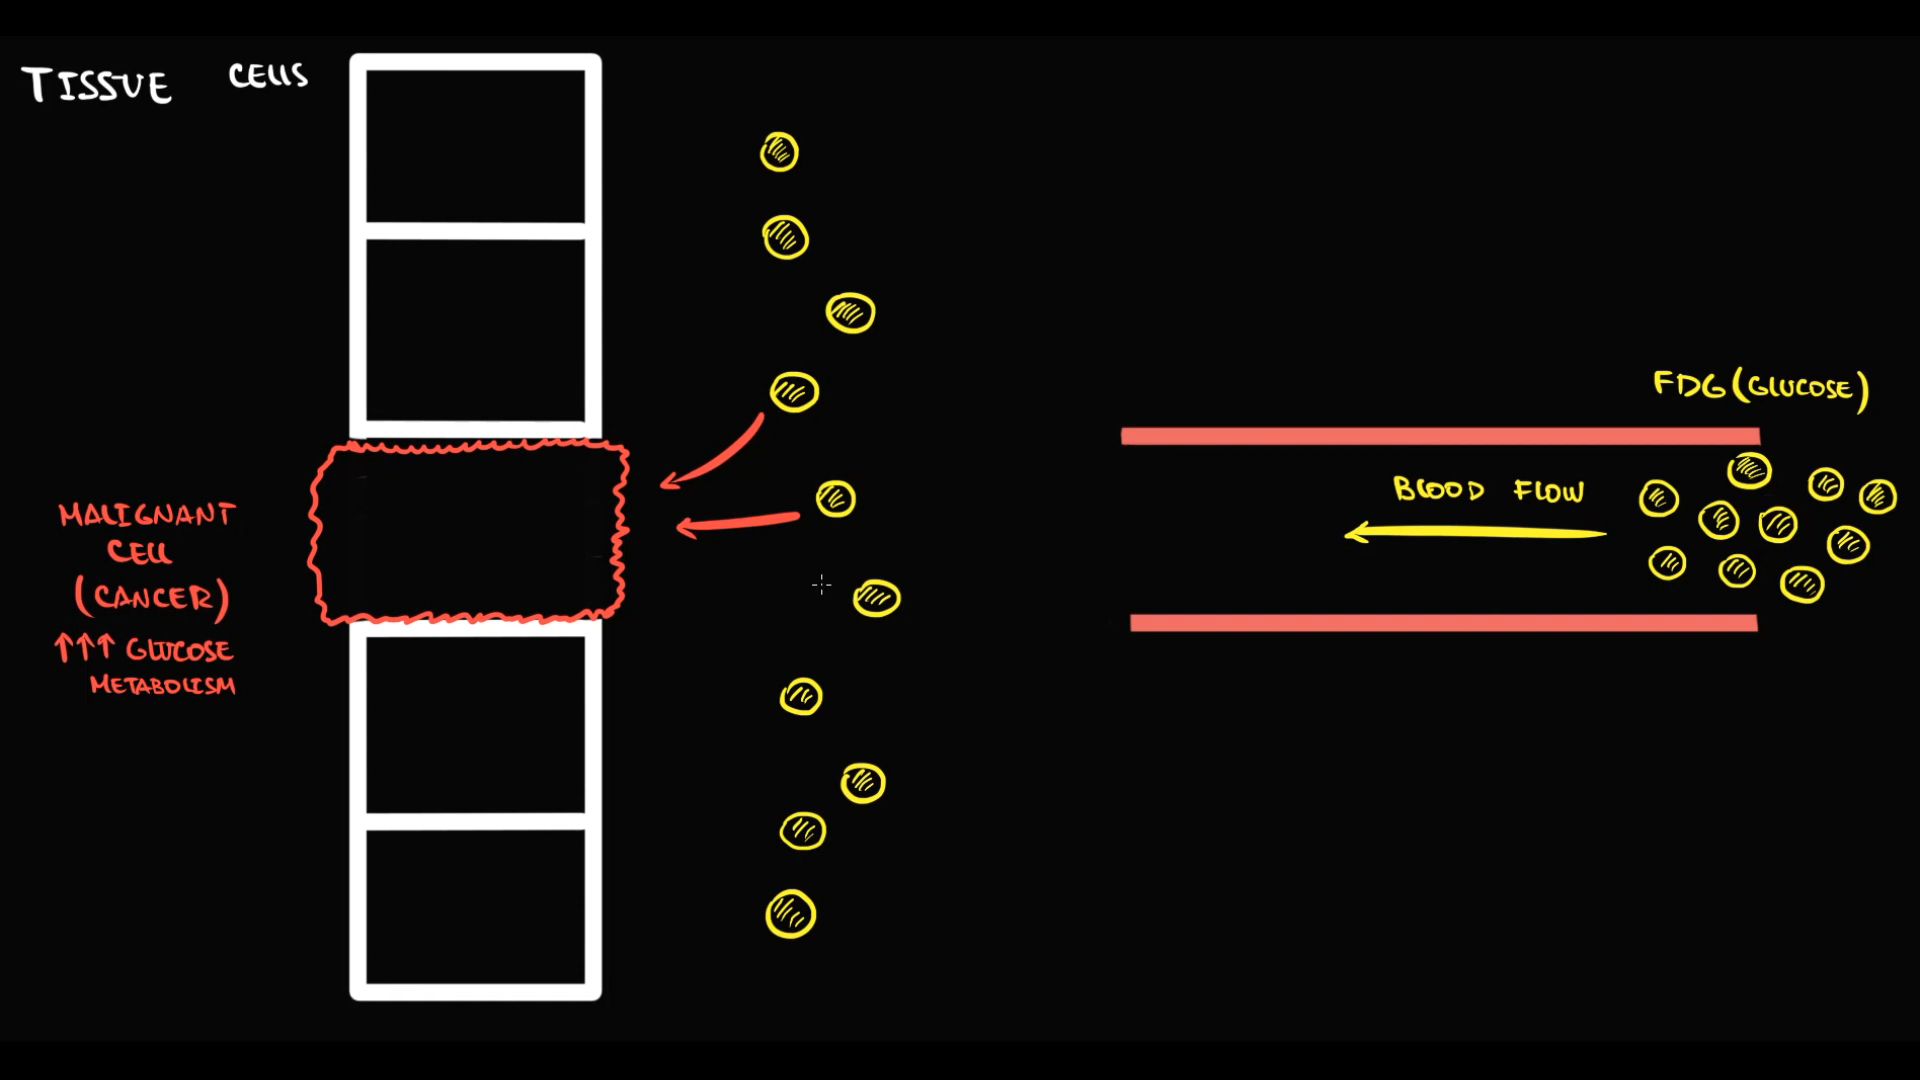 TISSUE CELLS
FDG (GLUCOSE)
BLOOD FLOW
MALIGNANT
CELL
(CANCER)
↑↑↑ GLUCOSE
METABOLISM